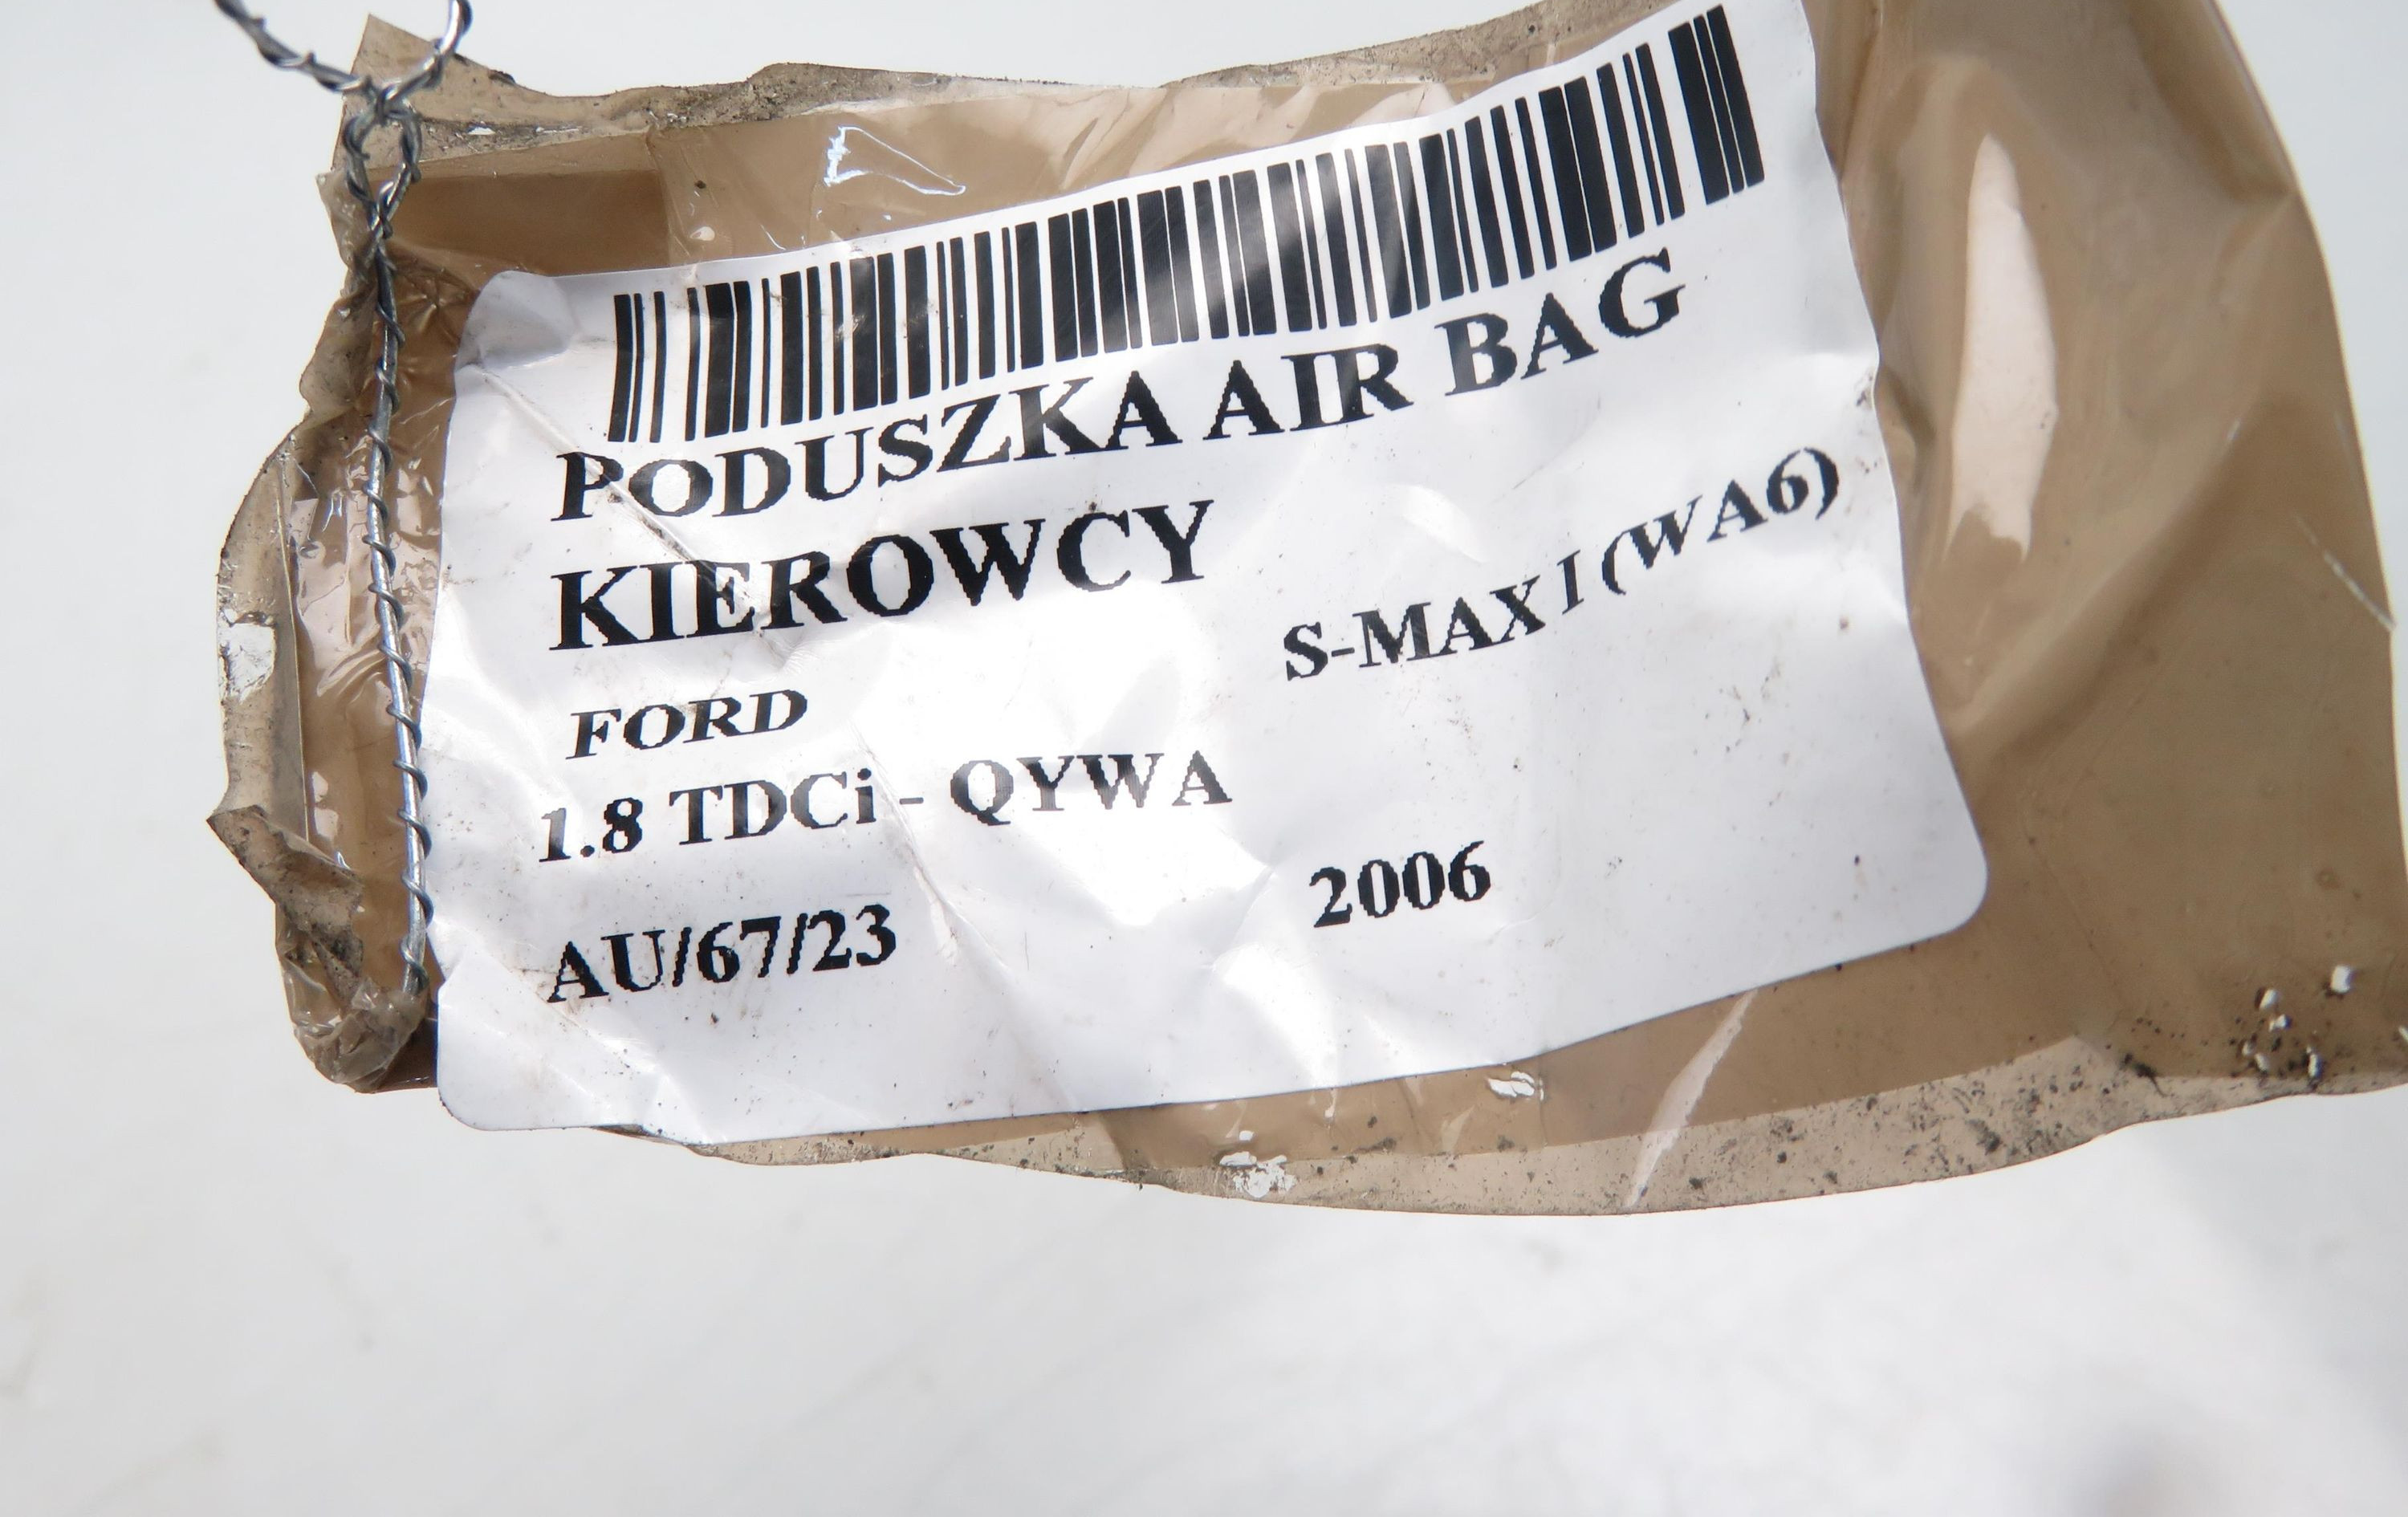 PODUSZKA AIR BAG
KIEROWCY
FORD S-MAX I (WA6)
1.8 TDCi - QYWA
AU/67/23 2006